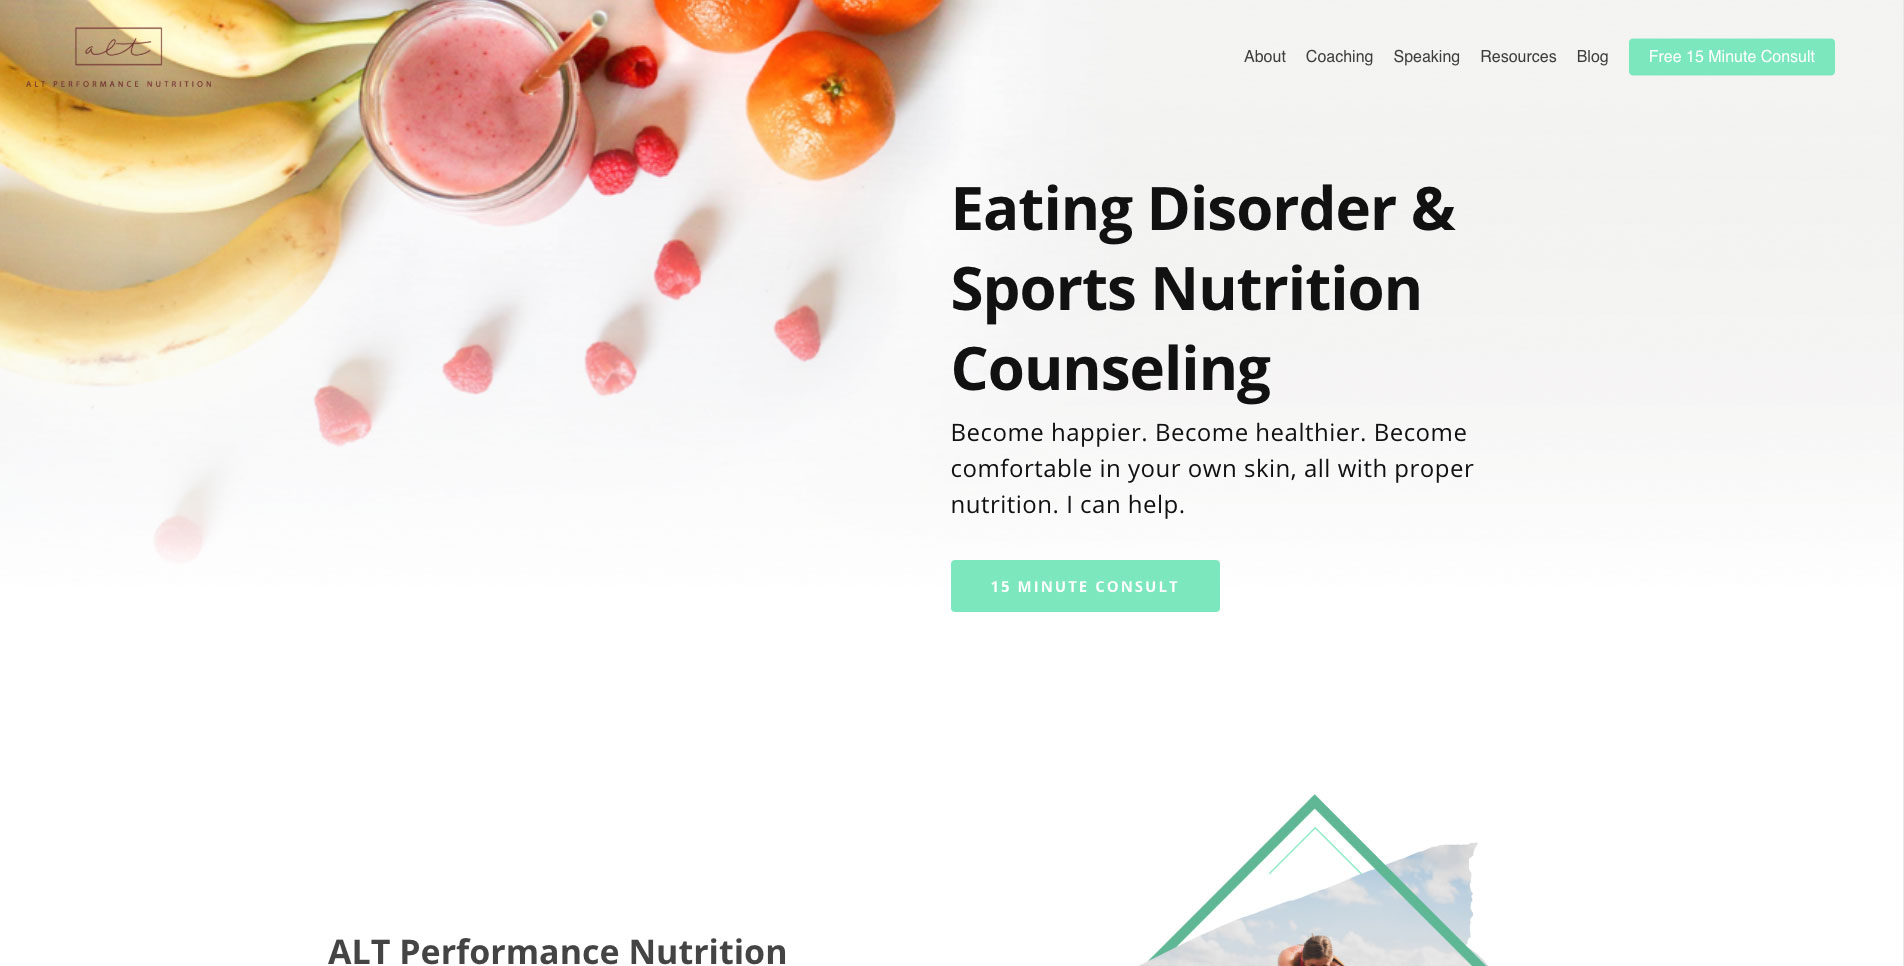 alt
ALT PERFORMANCE NUTRITION
About Coaching Speaking Resources Blog Free 15 Minute Consult
Eating Disorder &
Sports Nutrition
Counseling
Become happier. Become healthier. Become
comfortable in your own skin, all with proper
nutrition. I can help.
15 MINUTE CONSULT
ALT Performance Nutrition